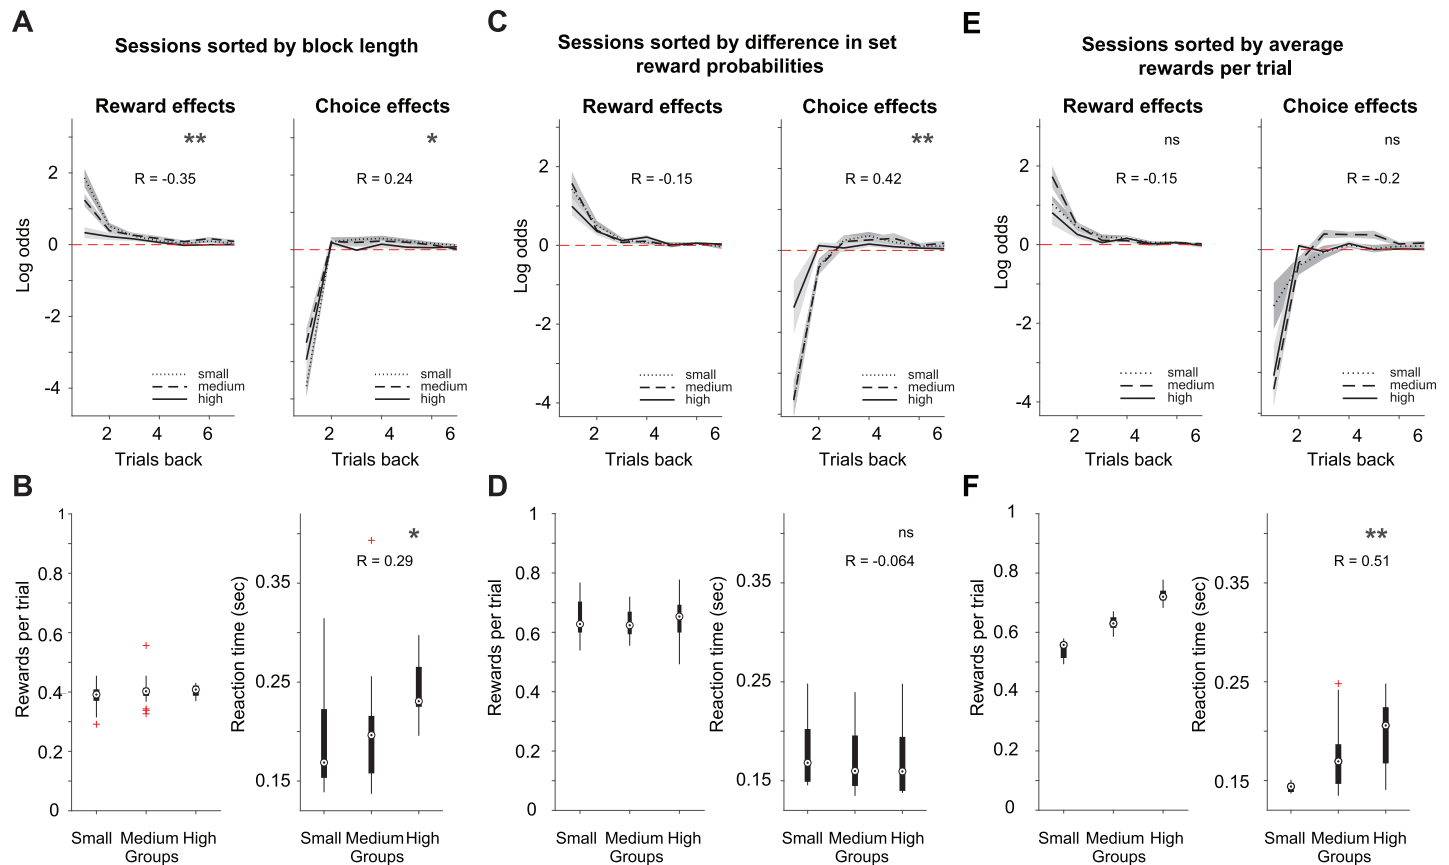 A
Sessions sorted by block length
Reward effects
Choice effects
**
*
R = -0.35
R = 0.24
Log odds
2
0
-2
-4
small
medium
high
small
medium
high
2
4
6
2
4
6
Trials back
Trials back
C
Sessions sorted by difference in set
reward probabilities
Reward effects
Choice effects
**
R = -0.15
R = 0.42
Log odds
2
0
-2
-4
small
medium
high
small
medium
high
2
4
6
2
4
6
Trials back
Trials back
E
Sessions sorted by average
rewards per trial
Reward effects
Choice effects
ns
ns
R = -0.15
R = -0.2
Log odds
2
0
-2
-4
small
medium
high
small
medium
high
2
4
6
2
4
6
Trials back
Trials back
B
Rewards per trial
1
0.8
0.6
0.4
0.2
0
Small
Medium
High
Groups
Reaction time (sec)
*
R = 0.29
0.35
0.25
0.15
Small
Medium
High
Groups
D
Rewards per trial
1
0.8
0.6
0.4
0.2
0
Small
Medium
High
Groups
Reaction time (sec)
ns
R = -0.064
0.35
0.25
0.15
Small
Medium
High
Groups
F
Rewards per trial
1
0.8
0.6
0.4
0.2
0
Small
Medium
High
Groups
Reaction time (sec)
**
R = 0.51
0.35
0.25
0.15
Small
Medium
High
Groups